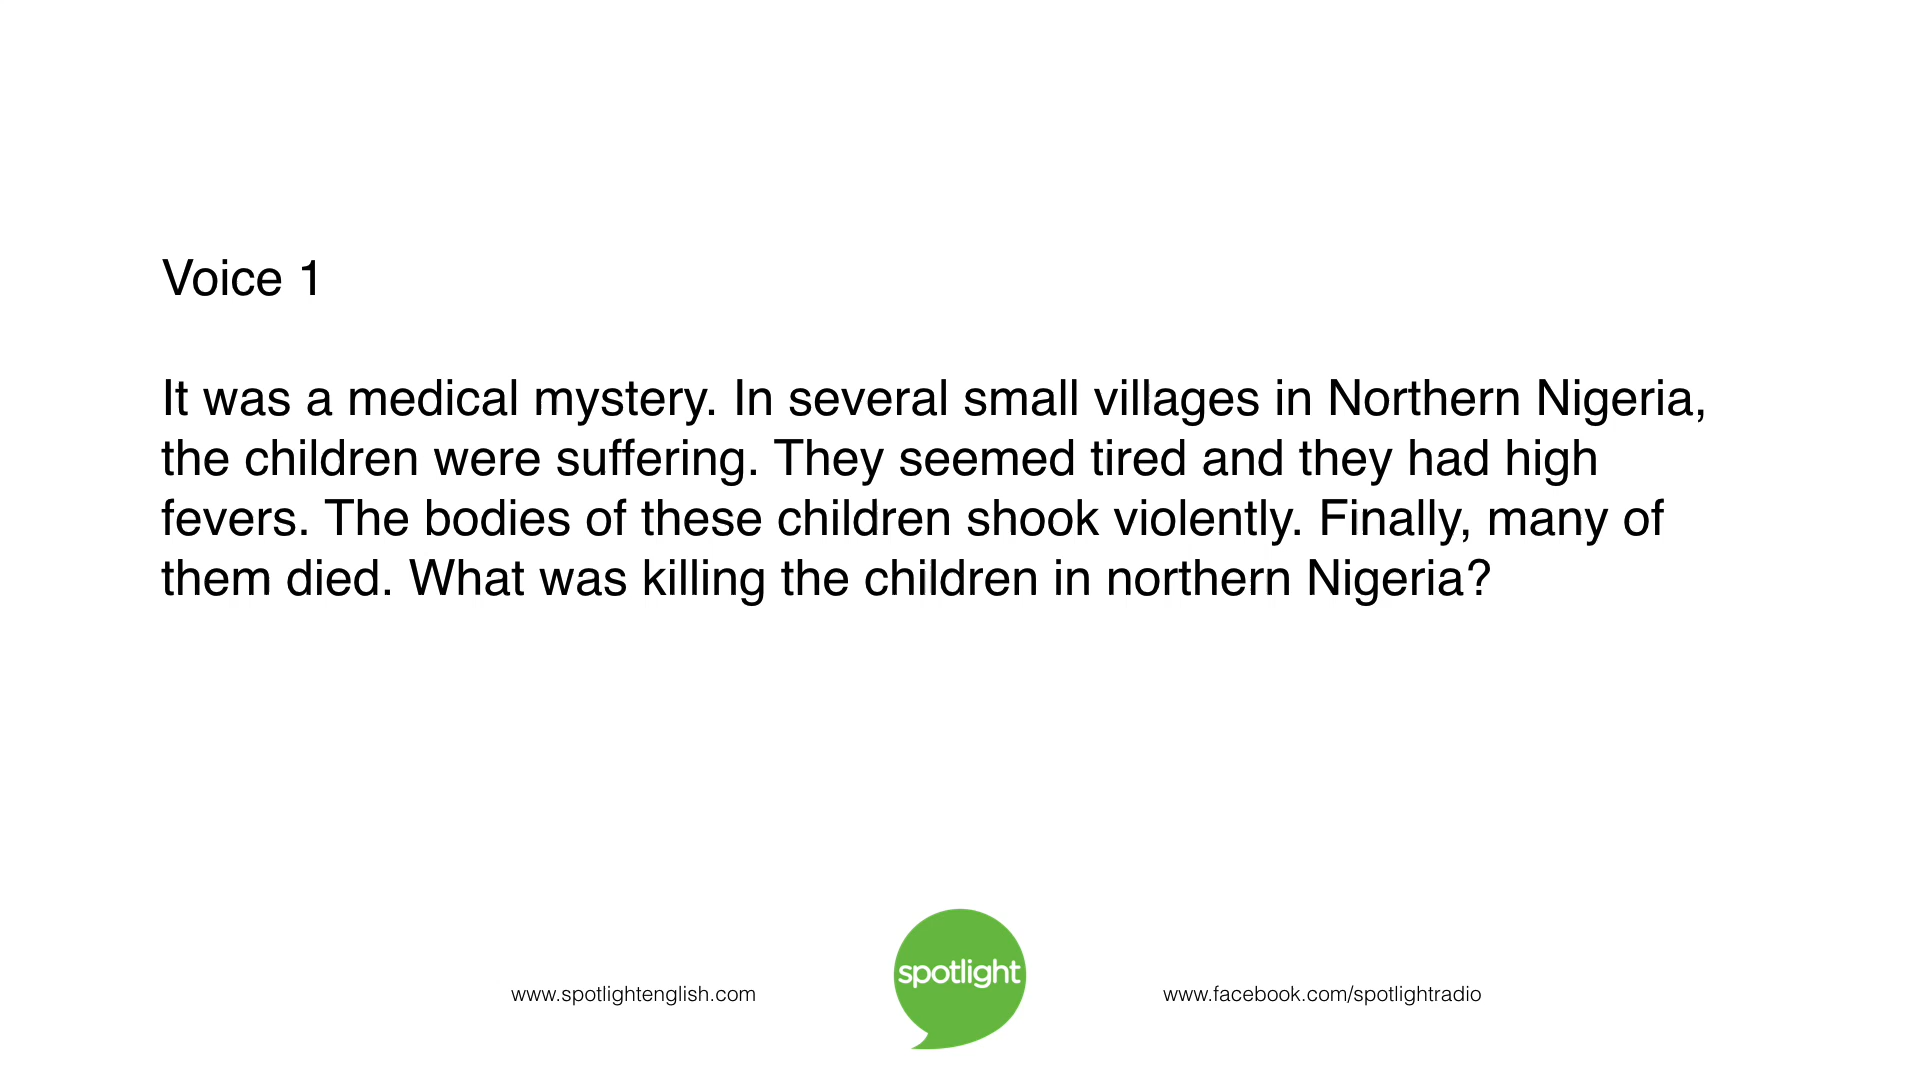 Voice 1
It was a medical mystery. In several small villages in Northern Nigeria,
the children were suffering. They seemed tired and they had high
fevers. The bodies of these children shook violently. Finally, many of
them died. What was killing the children in northern Nigeria?
spotlight
www.spotlightenglish.com
www.facebook.com/spotlightradio